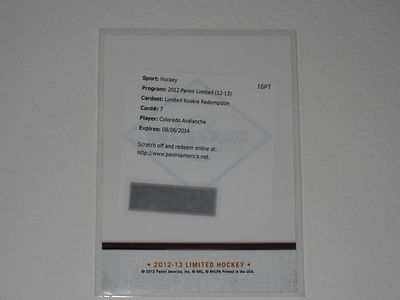 Sport: Hockey
16PT
Program: 2012 Panini Limited (12-13)
Cardset: Limited Rookie Redemption
Card#: 7
Player: Colorado Avalanche
Expires: 08/06/2014
Scratch off and redeem online at:
http://www.paniniamerica.net.
• 2012-13 LIMITED HOCKEY •
© 2012 Panini America, Inc. © NHL, © NHLPA Printed in the USA.